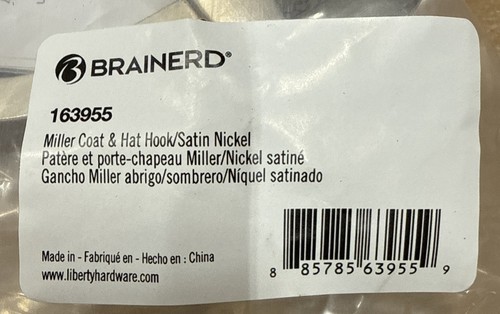 BRAINERD®
163955
Miller Coat & Hat Hook/Satin Nickel
Patère et porte-chapeau Miller/Nickel satiné
Gancho Miller abrigo/sombrero/Níquel satinado
Made in - Fabriqué en - Hecho en : China
www.libertyhardware.com
8 85785 63955 9